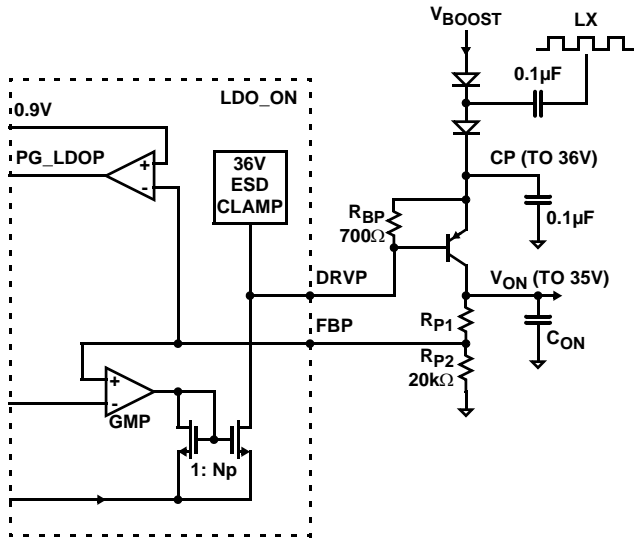 VBOOST
LX
0.1µF
0.9V
LDO_ON
PG_LDOP
+
-
36V
ESD
CLAMP
CP (TO 36V)
RBP
700Ω
0.1µF
DRVP
VON (TO 35V)
FBP
RP1
CON
RP2
20kΩ
+
-
GMP
1: Np